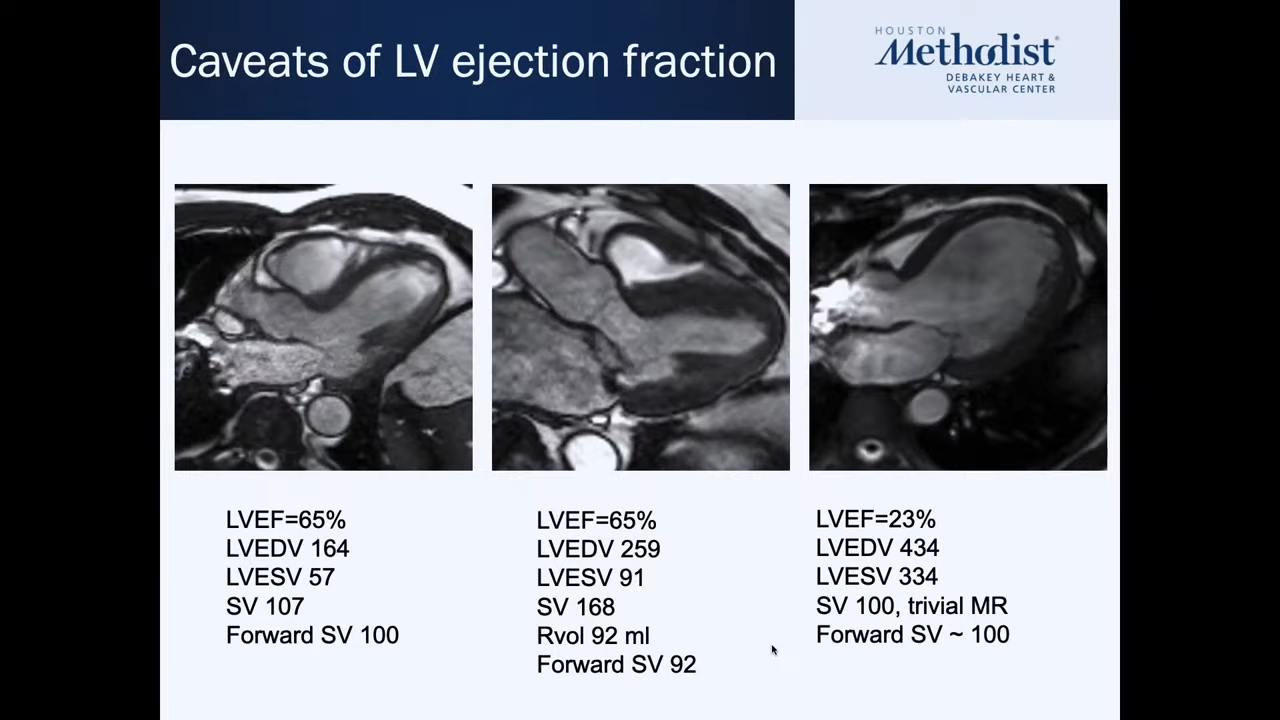 Caveats of LV ejection fraction
HOUSTON
Methodist®
DEBAKEY HEART &
VASCULAR CENTER
LVEF=65%
LVEDV 164
LVESV 57
SV 107
Forward SV 100
LVEF=65%
LVEDV 259
LVESV 91
SV 168
Rvol 92 ml
Forward SV 92
LVEF=23%
LVEDV 434
LVESV 334
SV 100, trivial MR
Forward SV ~ 100